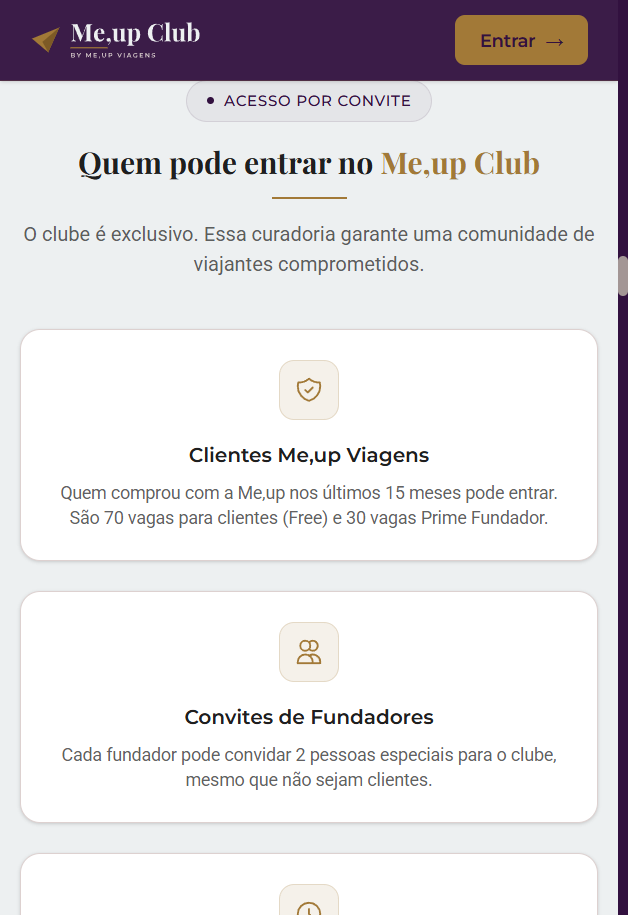 Me,up Club
BY ME,UP VIAGENS
Entrar →
ACESSO POR CONVITE
Quem pode entrar no Me,up Club
O clube é exclusivo. Essa curadoria garante uma comunidade de
viajantes comprometidos.
Clientes Me,up Viagens
Quem comprou com a Me,up nos últimos 15 meses pode entrar.
São 70 vagas para clientes (Free) e 30 vagas Prime Fundador.
Convites de Fundadores
Cada fundador pode convidar 2 pessoas especiais para o clube,
mesmo que não sejam clientes.